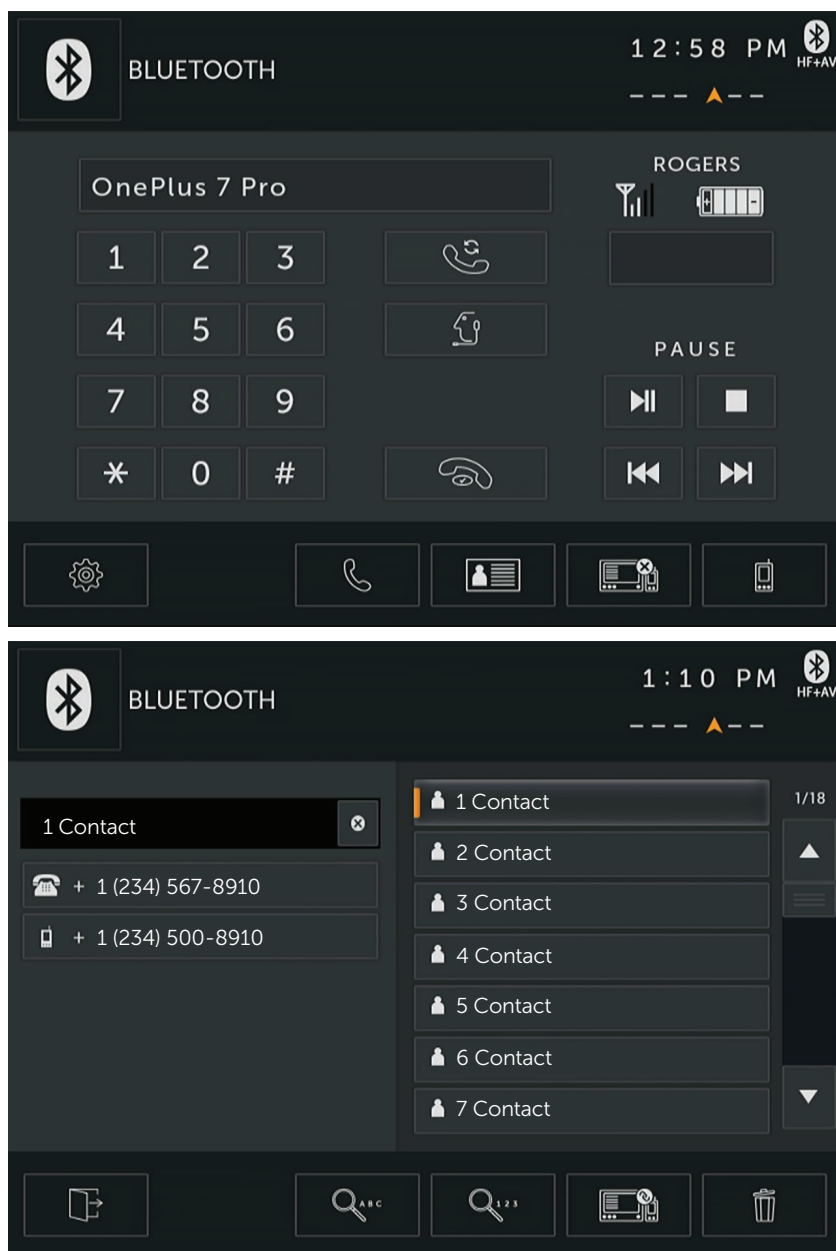 BLUETOOTH
12:58 PM
HF+AV
OnePlus 7 Pro
ROGERS
1 2 3
4 5 6
PAUSE
7 8 9
* 0 #
BLUETOOTH
1:10 PM
HF+AV
1 Contact
+ 1 (234) 567-8910
+ 1 (234) 500-8910
1 Contact
2 Contact
3 Contact
4 Contact
5 Contact
6 Contact
7 Contact
1/18
ABC
123